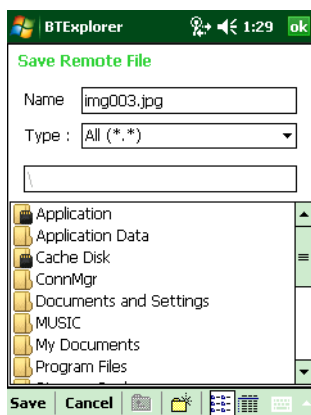 BTExplorer 1:29 ok
Save Remote File
Name img003.jpg
Type : All (*.*)
\
Application
Application Data
Cache Disk
ConnMgr
Documents and Settings
MUSIC
My Documents
Program Files
Save Cancel